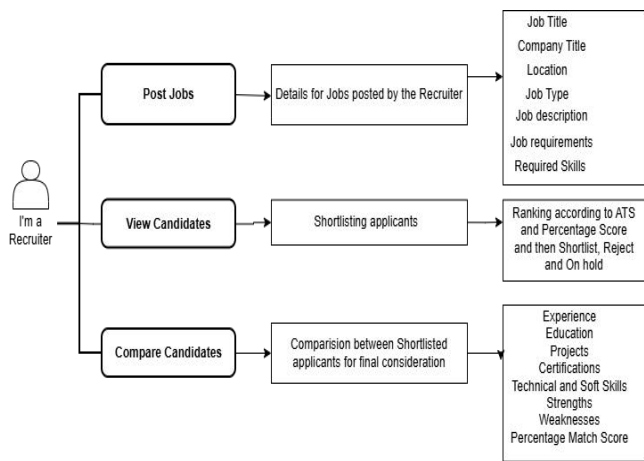 I'm a
Recruiter
Post Jobs
Details for Jobs posted by the Recruiter
Job Title
Company Title
Location
Job Type
Job description
Job requirements
Required Skills
View Candidates
Shortlisting applicants
Ranking according to ATS
and Percentage Score
and then Shortlist, Reject
and On hold
Compare Candidates
Comparision between Shortlisted
applicants for final consideration
Experience
Education
Projects
Certifications
Technical and Soft Skills
Strengths
Weaknesses
Percentage Match Score